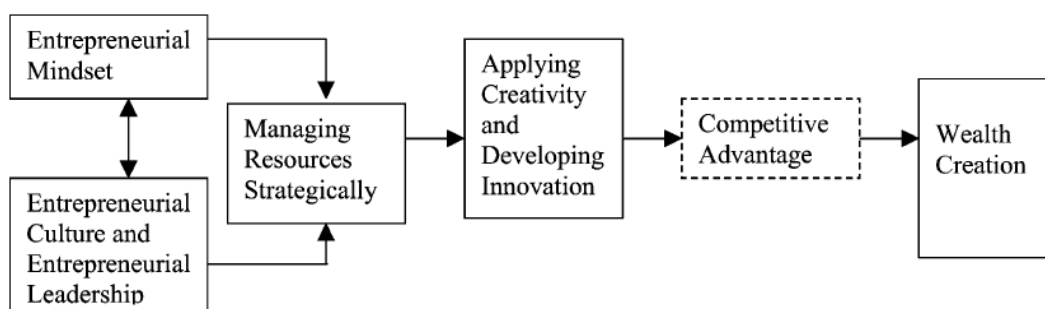 Entrepreneurial
Mindset
Entrepreneurial
Culture and
Entrepreneurial
Leadership
Managing
Resources
Strategically
Applying
Creativity
and
Developing
Innovation
Competitive
Advantage
Wealth
Creation